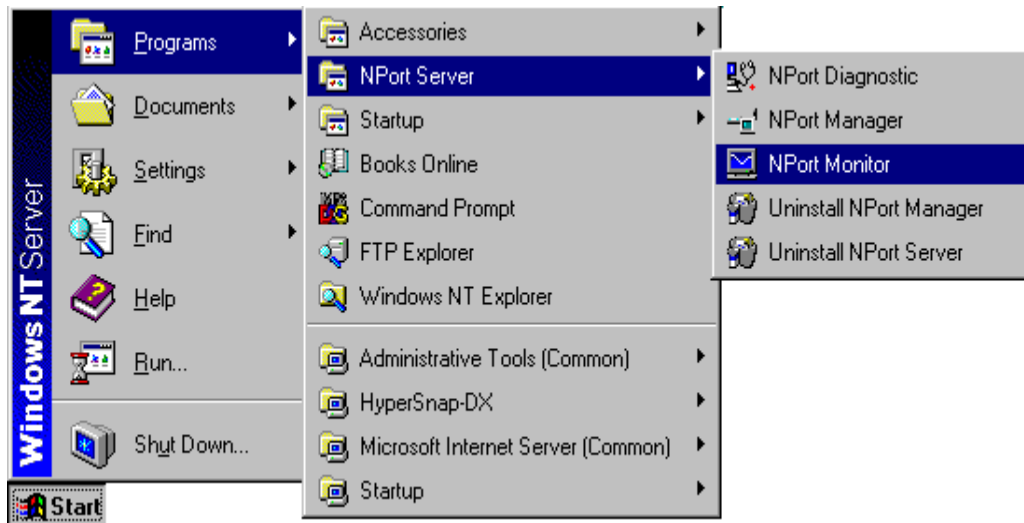 Windows NT Server
Programs
Documents
Settings
Find
Help
Run...
Shut Down...
Start
Accessories
NPort Server
Startup
Books Online
Command Prompt
FTP Explorer
Windows NT Explorer
Administrative Tools (Common)
HyperSnap-DX
Microsoft Internet Server (Common)
Startup
NPort Diagnostic
NPort Manager
NPort Monitor
Uninstall NPort Manager
Uninstall NPort Server